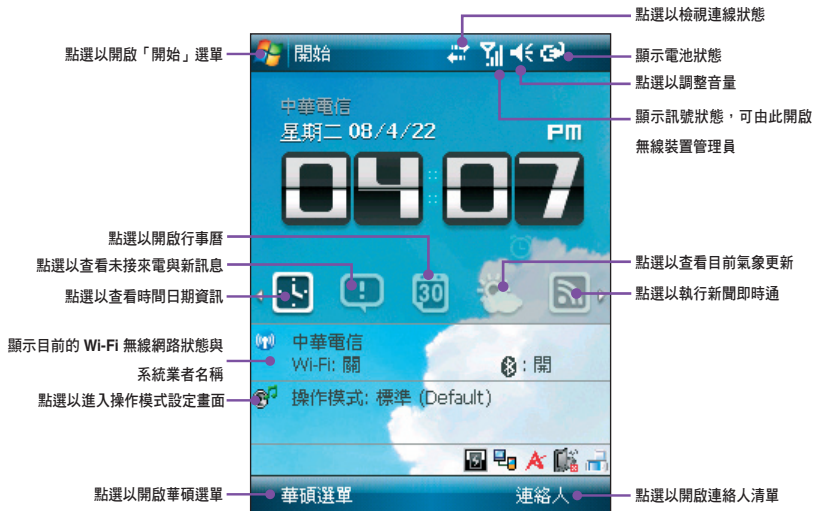 點選以檢視連線狀態
點選以開啟「開始」選單
開始
顯示電池狀態
點選以調整音量
顯示訊號狀態，可由此開啟
無線裝置管理員
中華電信
星期二 08/4/22
PM
04:07
點選以開啟行事曆
點選以查看未接來電與新訊息
點選以查看時間日期資訊
30
點選以查看目前氣象更新
點選以執行新聞即時通
顯示目前的 Wi-Fi 無線網路狀態與
系統業者名稱
中華電信
Wi-Fi: 關
: 開
點選以進入操作模式設定畫面
操作模式: 標準 (Default)
點選以開啟華碩選單
華碩選單
連絡人
點選以開啟連絡人清單